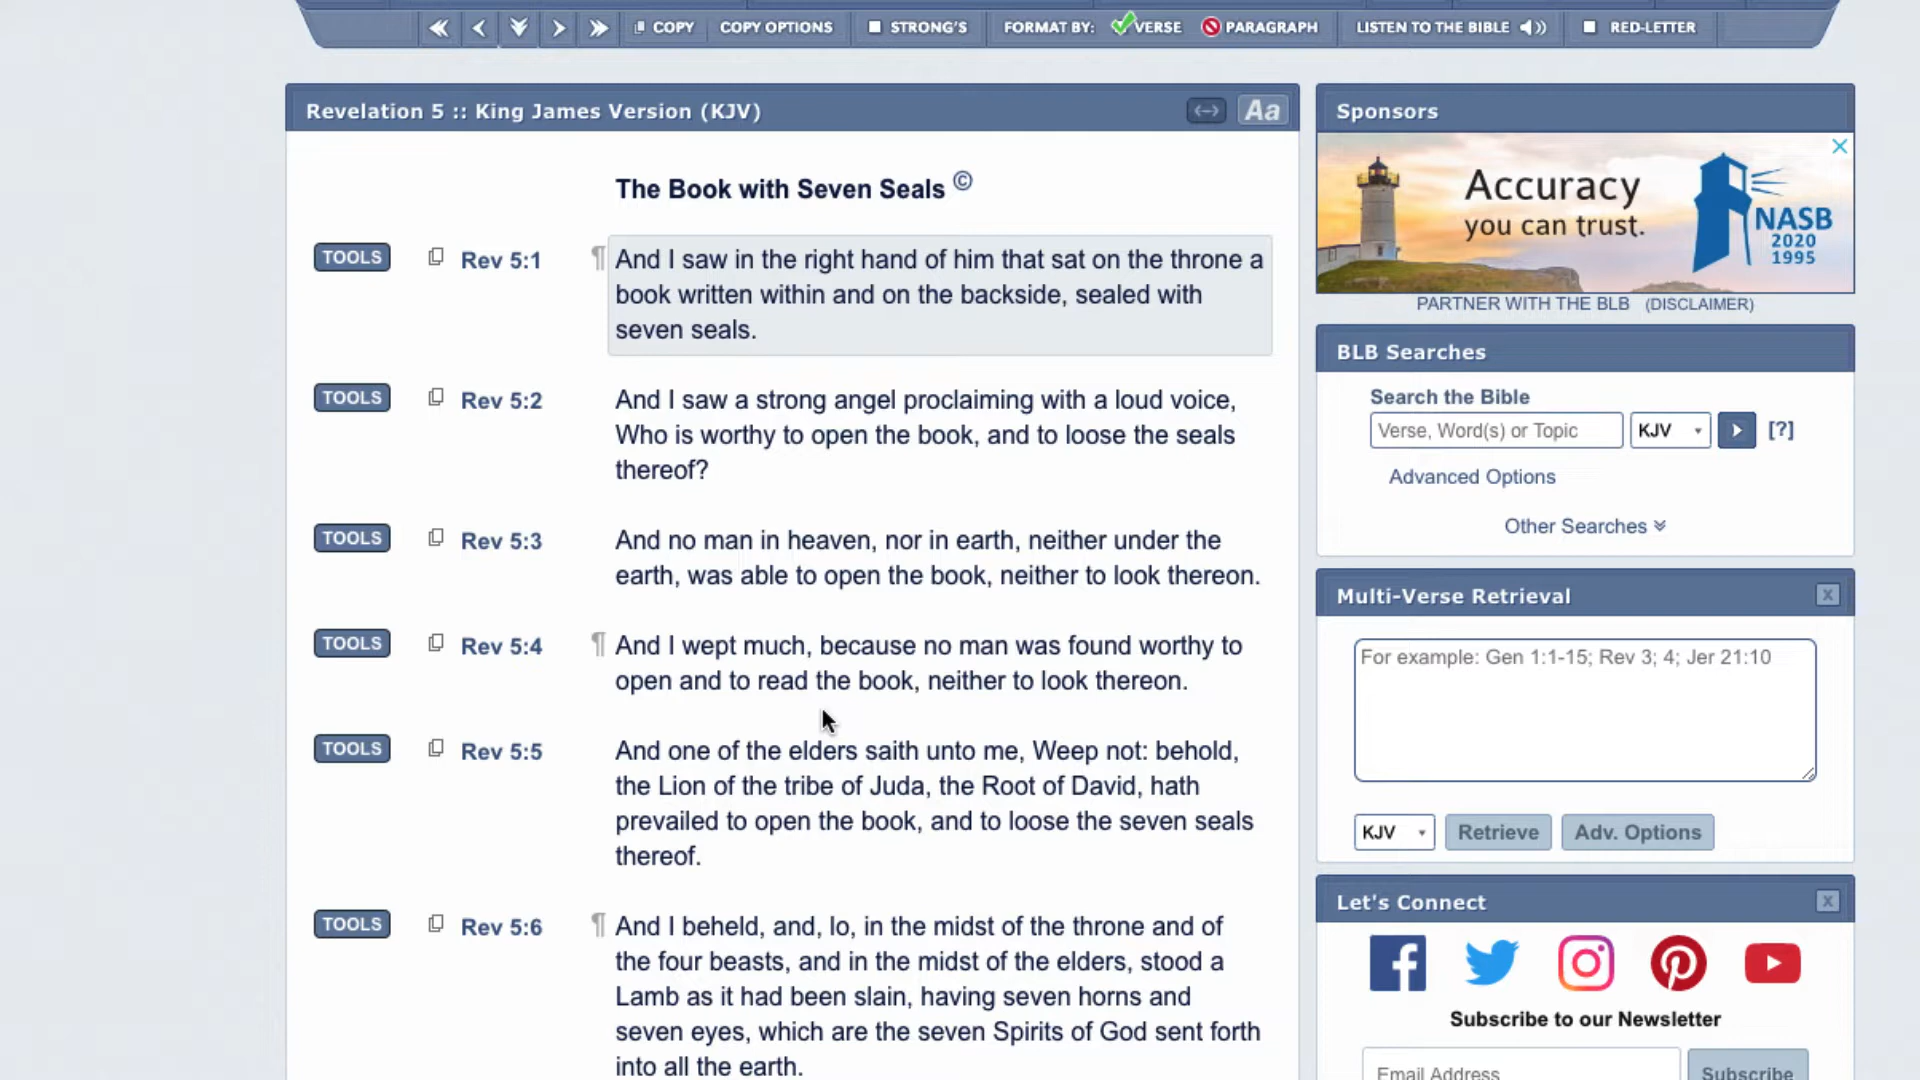 COPY COPY OPTIONS STRONG'S FORMAT BY: VERSE PARAGRAPH LISTEN TO THE BIBLE RED-LETTER
Revelation 5 :: King James Version (KJV)
Aa
The Book with Seven Seals ©
TOOLS Rev 5:1 ¶ And I saw in the right hand of him that sat on the throne a
book written within and on the backside, sealed with
seven seals.
TOOLS Rev 5:2 And I saw a strong angel proclaiming with a loud voice,
Who is worthy to open the book, and to loose the seals
thereof?
TOOLS Rev 5:3 And no man in heaven, nor in earth, neither under the
earth, was able to open the book, neither to look thereon.
TOOLS Rev 5:4 ¶ And I wept much, because no man was found worthy to
open and to read the book, neither to look thereon.
TOOLS Rev 5:5 And one of the elders saith unto me, Weep not: behold,
the Lion of the tribe of Juda, the Root of David, hath
prevailed to open the book, and to loose the seven seals
thereof.
TOOLS Rev 5:6 ¶ And I beheld, and, lo, in the midst of the throne and of
the four beasts, and in the midst of the elders, stood a
Lamb as it had been slain, having seven horns and
seven eyes, which are the seven Spirits of God sent forth
into all the earth.
Sponsors
Accuracy
you can trust.
NASB
2020
1995
PARTNER WITH THE BLB (DISCLAIMER)
BLB Searches
Search the Bible
Verse, Word(s) or Topic KJV [?]
Advanced Options
Other Searches
Multi-Verse Retrieval X
For example: Gen 1:1-15; Rev 3; 4; Jer 21:10
KJV Retrieve Adv. Options
Let's Connect X
Subscribe to our Newsletter
Email Address Subscribe